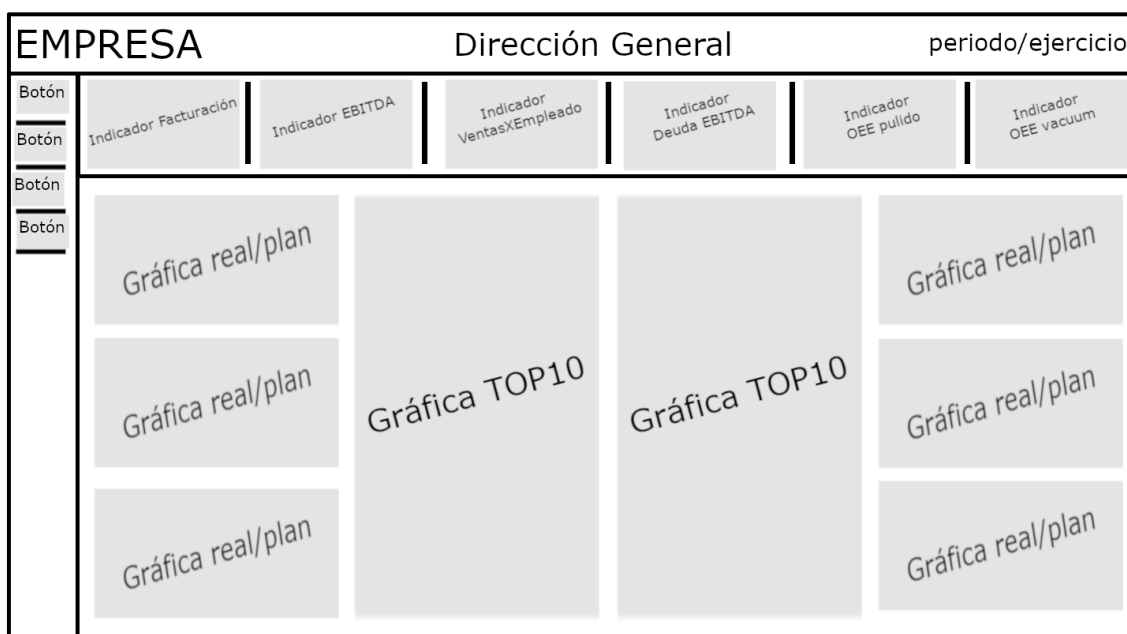 EMPRESA
Dirección General
periodo/ejercicio
Botón
Botón
Botón
Botón
Indicador Facturación
Indicador EBITDA
Indicador
VentasXEmpleado
Indicador
Deuda EBITDA
Indicador
OEE pulido
Indicador
OEE vacuum
Gráfica real/plan
Gráfica real/plan
Gráfica real/plan
Gráfica TOP10
Gráfica TOP10
Gráfica real/plan
Gráfica real/plan
Gráfica real/plan